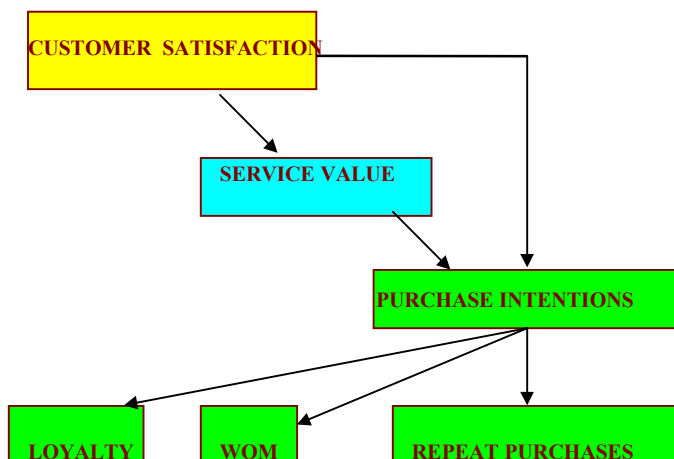 CUSTOMER SATISFACTION
SERVICE VALUE
PURCHASE INTENTIONS
LOYALTY
WOM
REPEAT PURCHASES